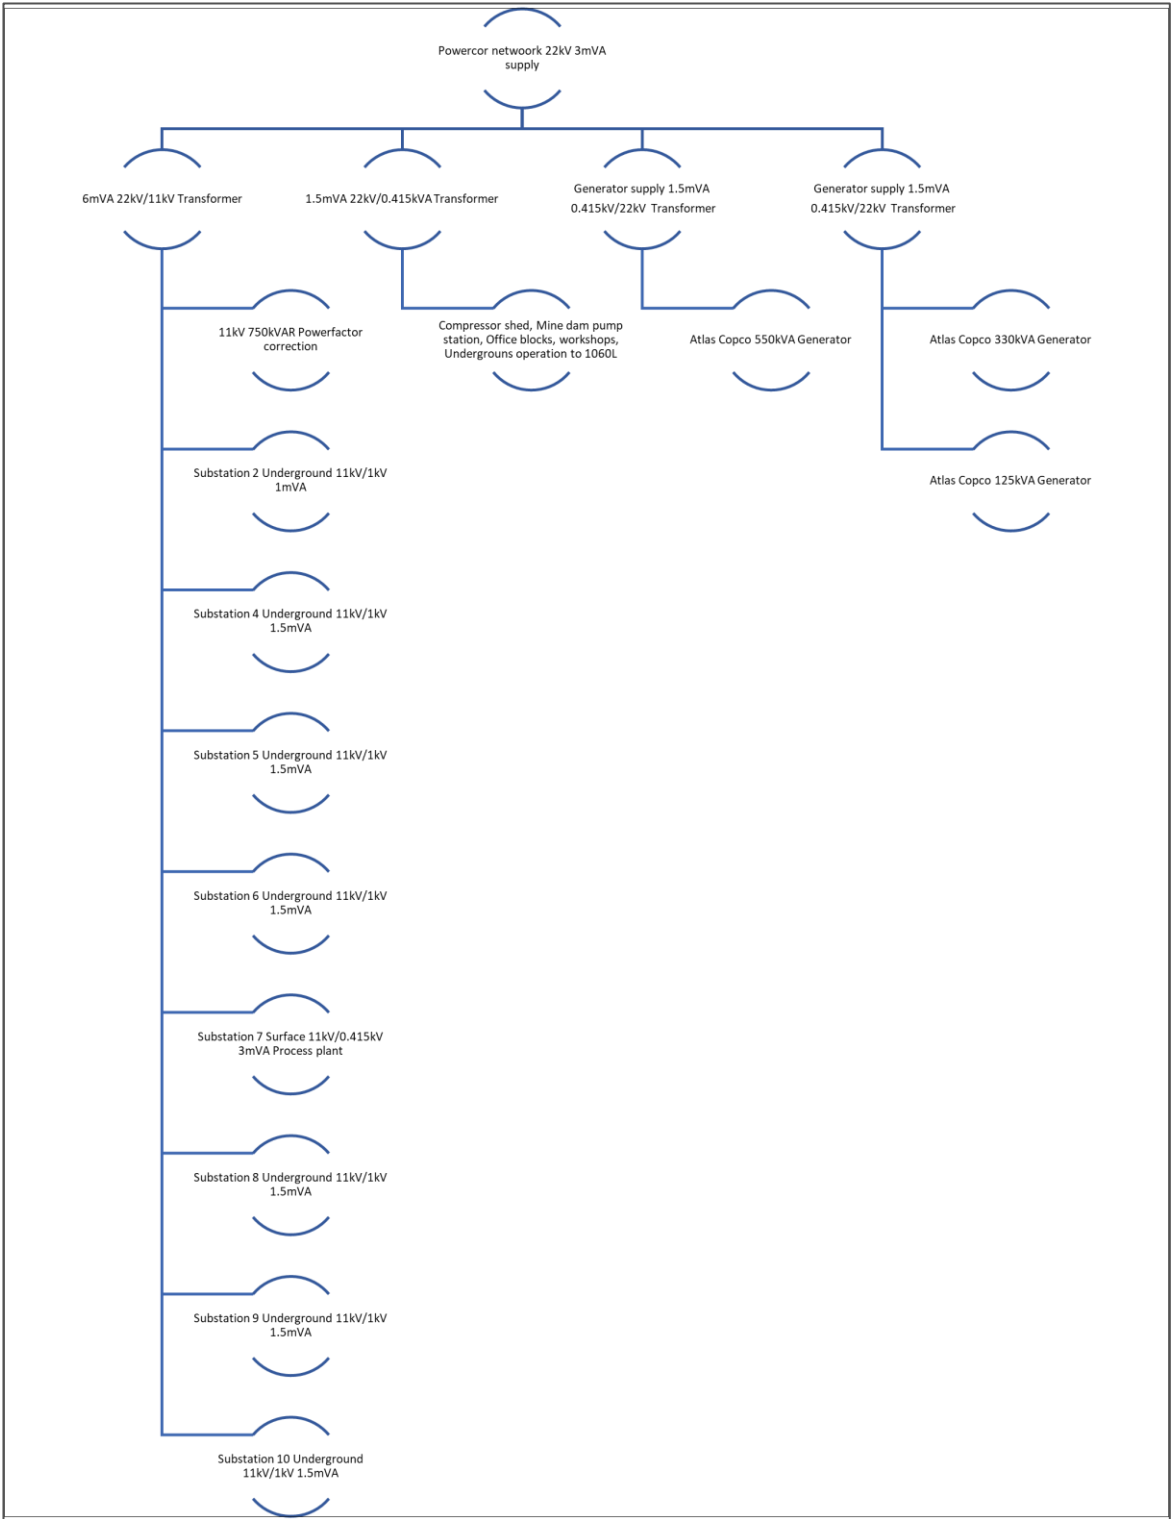 Powercor netwoork 22kV 3mVA
supply
6mVA 22kV/11kV Transformer
1.5mVA 22kV/0.415kVA Transformer
Generator supply 1.5mVA
0.415kV/22kV Transformer
Generator supply 1.5mVA
0.415kV/22kV Transformer
11kV 750kVAR Powerfactor
correction
Compressor shed, Mine dam pump
station, Office blocks, workshops,
Undergrouns operation to 1060L
Atlas Copco 550kVA Generator
Atlas Copco 330kVA Generator
Substation 2 Underground 11kV/1kV
1mVA
Atlas Copco 125kVA Generator
Substation 4 Underground 11kV/1kV
1.5mVA
Substation 5 Underground 11kV/1kV
1.5mVA
Substation 6 Underground 11kV/1kV
1.5mVA
Substation 7 Surface 11kV/0.415kV
3mVA Process plant
Substation 8 Underground 11kV/1kV
1.5mVA
Substation 9 Underground 11kV/1kV
1.5mVA
Substation 10 Underground
11kV/1kV 1.5mVA